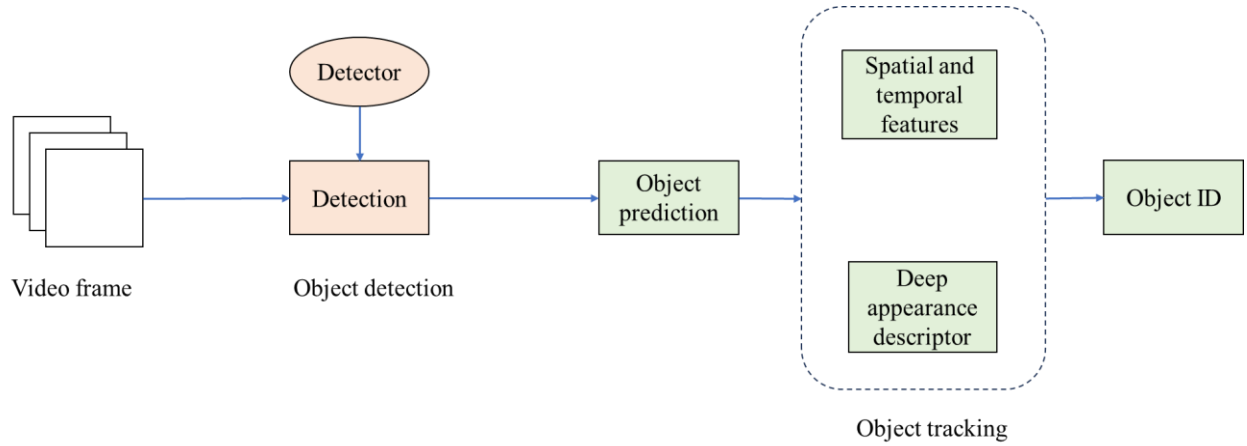 Detector
Spatial and
temporal
features
Detection
Object
prediction
Object ID
Deep
appearance
descriptor
Video frame
Object detection
Object tracking